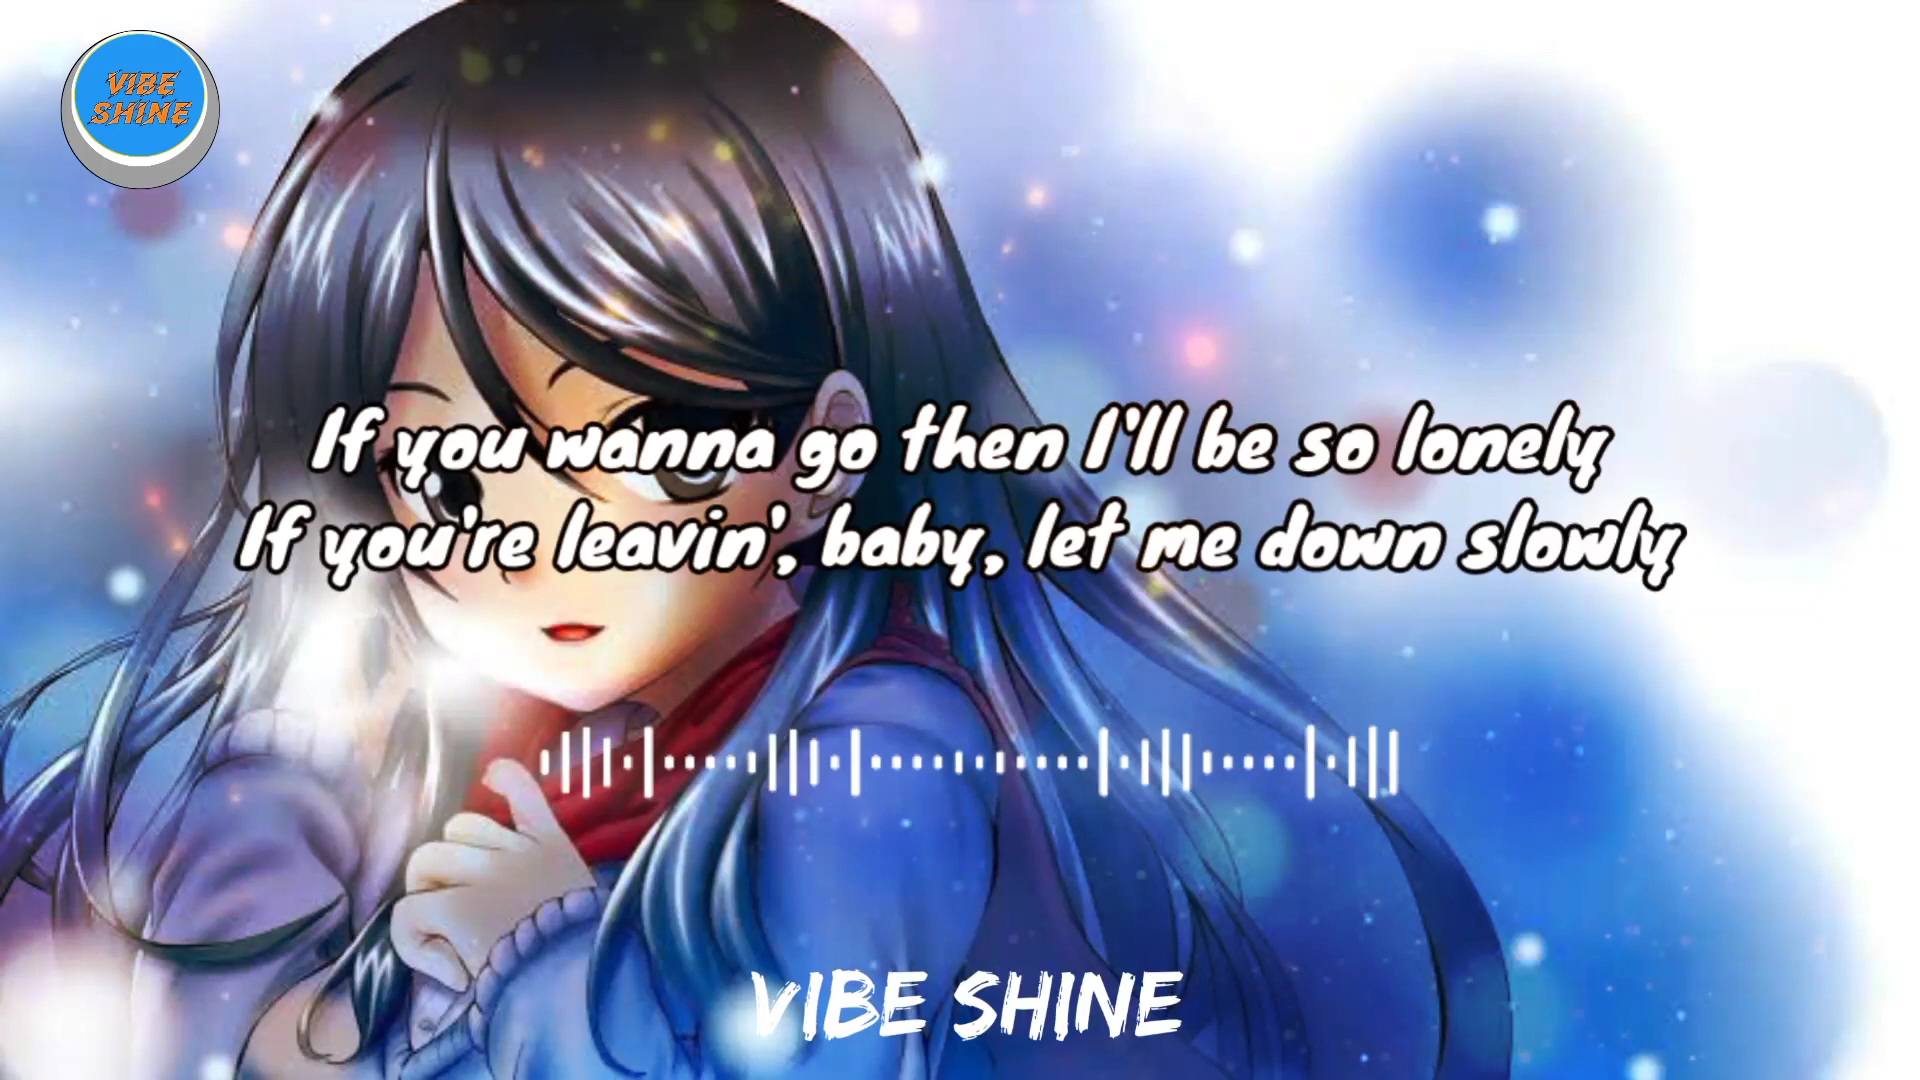 VIBE
SHINE
If you wanna go then I'll be so lonely
If you're leavin', baby, let me down slowly
VIBE SHINE